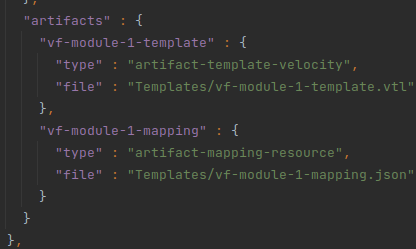 },
"artifacts" : {
"vf-module-1-template" : {
"type" : "artifact-template-velocity",
"file" : "Templates/vf-module-1-template.vtl"
},
"vf-module-1-mapping" : {
"type" : "artifact-mapping-resource",
"file" : "Templates/vf-module-1-mapping.json"
}
}
},